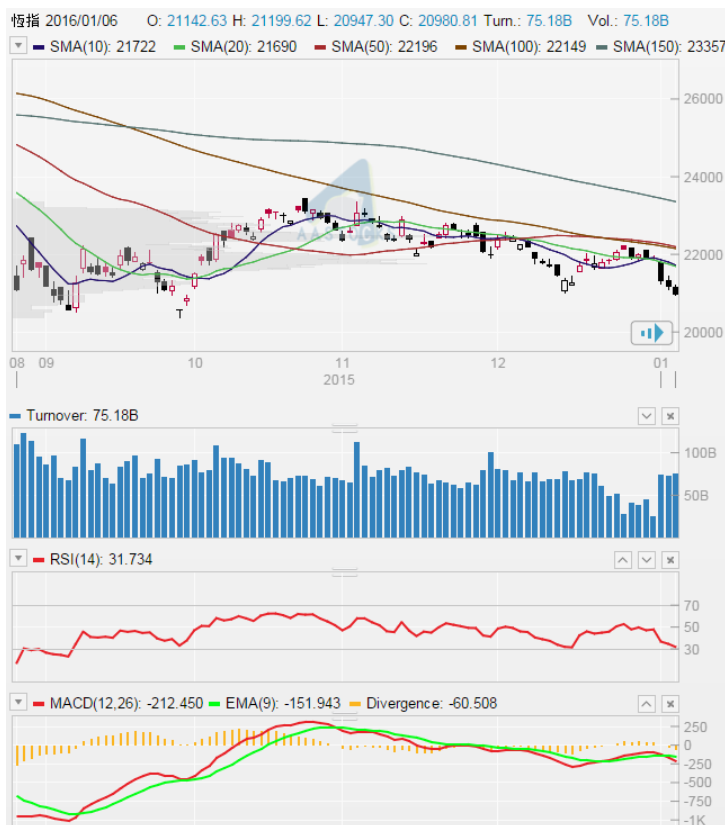 恆指 2016/01/06 O: 21142.63 H: 21199.62 L: 20947.30 C: 20980.81 Turn.: 75.18B Vol.: 75.18B
SMA(10): 21722 SMA(20): 21690 SMA(50): 22196 SMA(100): 22149 SMA(150): 23357
26000
24000
22000
20000
08 09 10 11 12 01
2015
Turnover: 75.18B
100B
50B
RSI(14): 31.734
70
50
30
MACD(12,26): -212.450 EMA(9): -151.943 Divergence: -60.508
250
0
-250
-500
-750
-1K